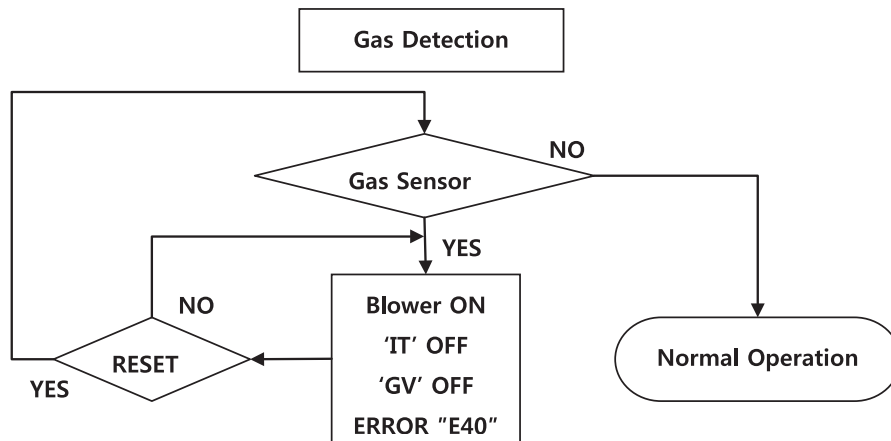 Gas Detection
NO
Gas Sensor
YES
NO
Blower ON
'IT' OFF
'GV' OFF
ERROR "E40"
RESET
YES
Normal Operation